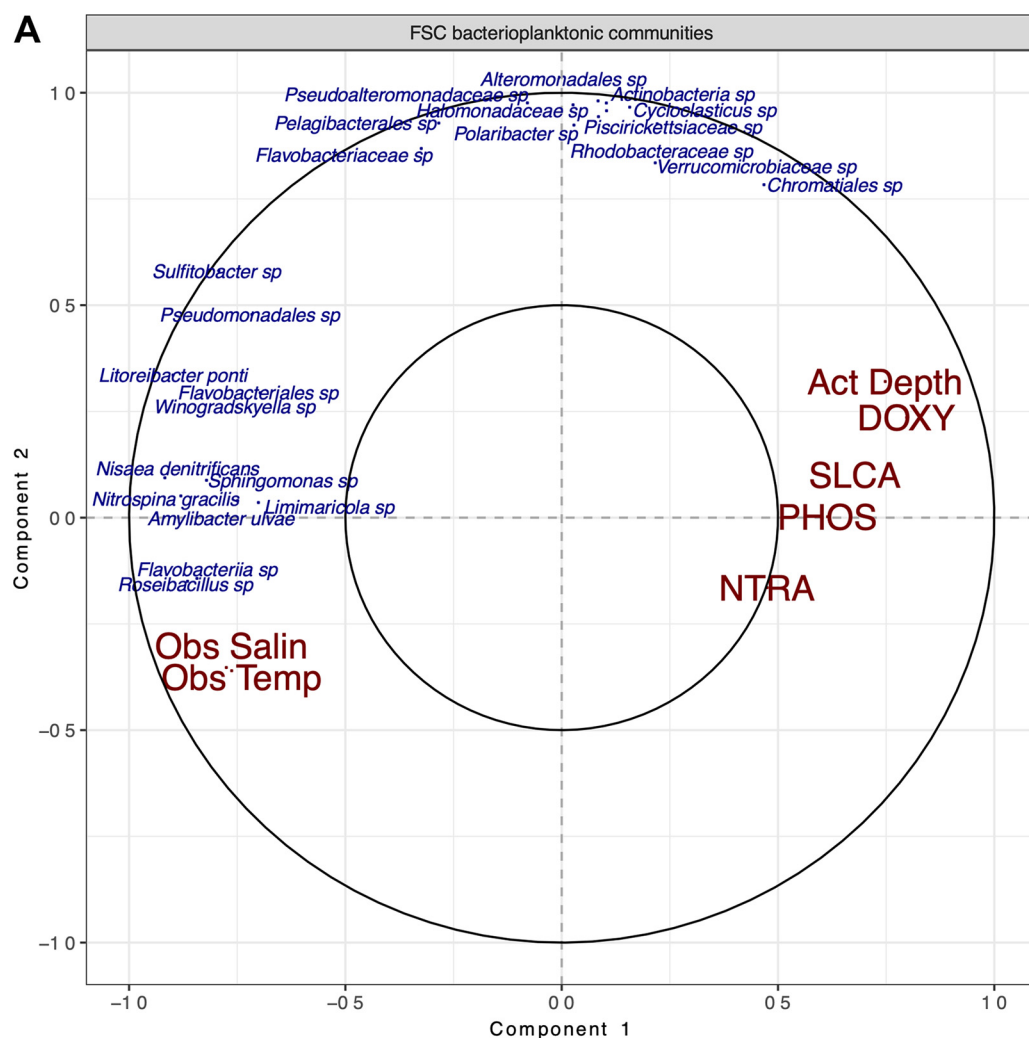 A
FSC bacterioplanktonic communities
Alteromonadales sp
Pseudoalteromonadaceae sp
Actinobacteria sp
Halomonadaceae sp
Cycloclasticus sp
Pelagibacterales sp
Polaribacter sp
Piscirickettsiaceae sp
Flavobacteriaceae sp
Rhodobacteraceae sp
Verrucomicrobiaceae sp
Chromatiales sp
Sulfitobacter sp
Pseudomonadales sp
Litoreibacter ponti
Flavobacteriales sp
Winogradskyella sp
Act Depth
DOXY
Nisaea denitrificans
Sphingomonas sp
SLCA
Nitrospina gracilis
Limimaricola sp
Amylibacter ulvae
PHOS
Flavobacteriia sp
Roseibacillus sp
NTRA
Obs Salin
Obs Temp
1 0
0 5
0 0
−0 5
−1 0
Component 2
−1 0 −0 5 0 0 0 5 1 0
Component 1